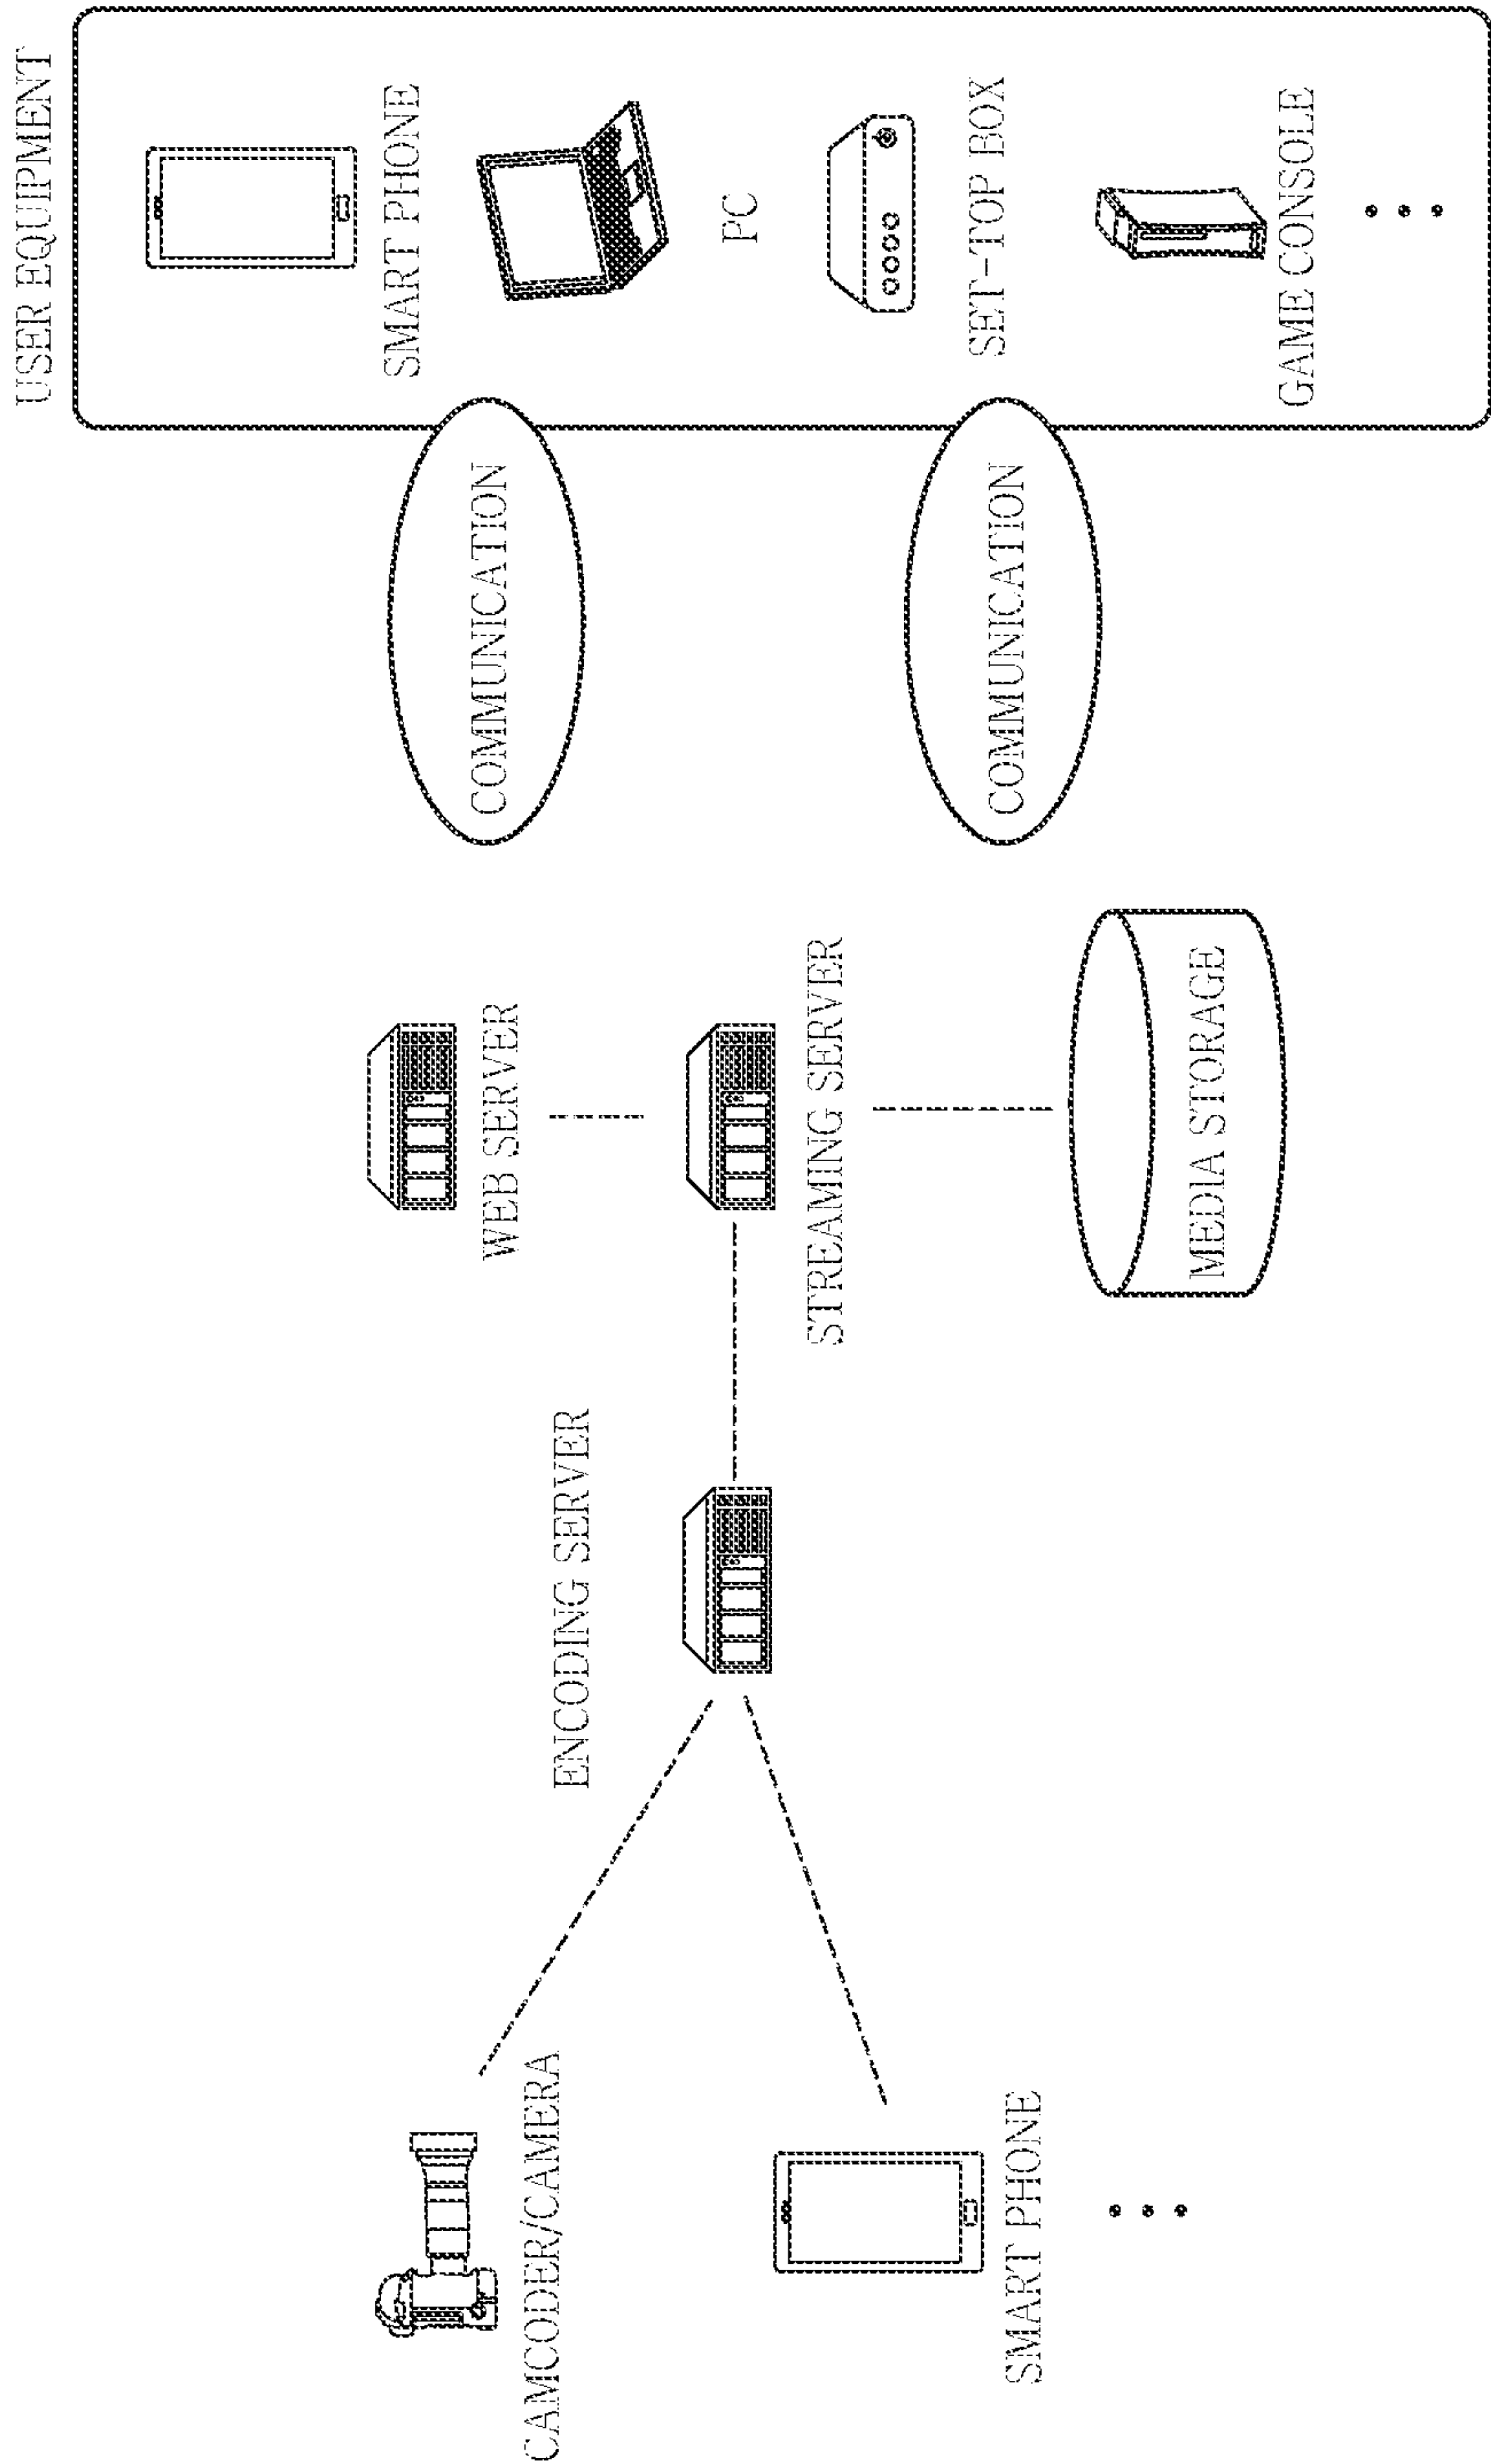 CAMCODER/CAMERA
SMART PHONE
ENCODING SERVER
WEB SERVER
STREAMING SERVER
MEDIA STORAGE
COMMUNICATION
COMMUNICATION
USER EQUIPMENT
SMART PHONE
PC
SET-TOP BOX
GAME CONSOLE